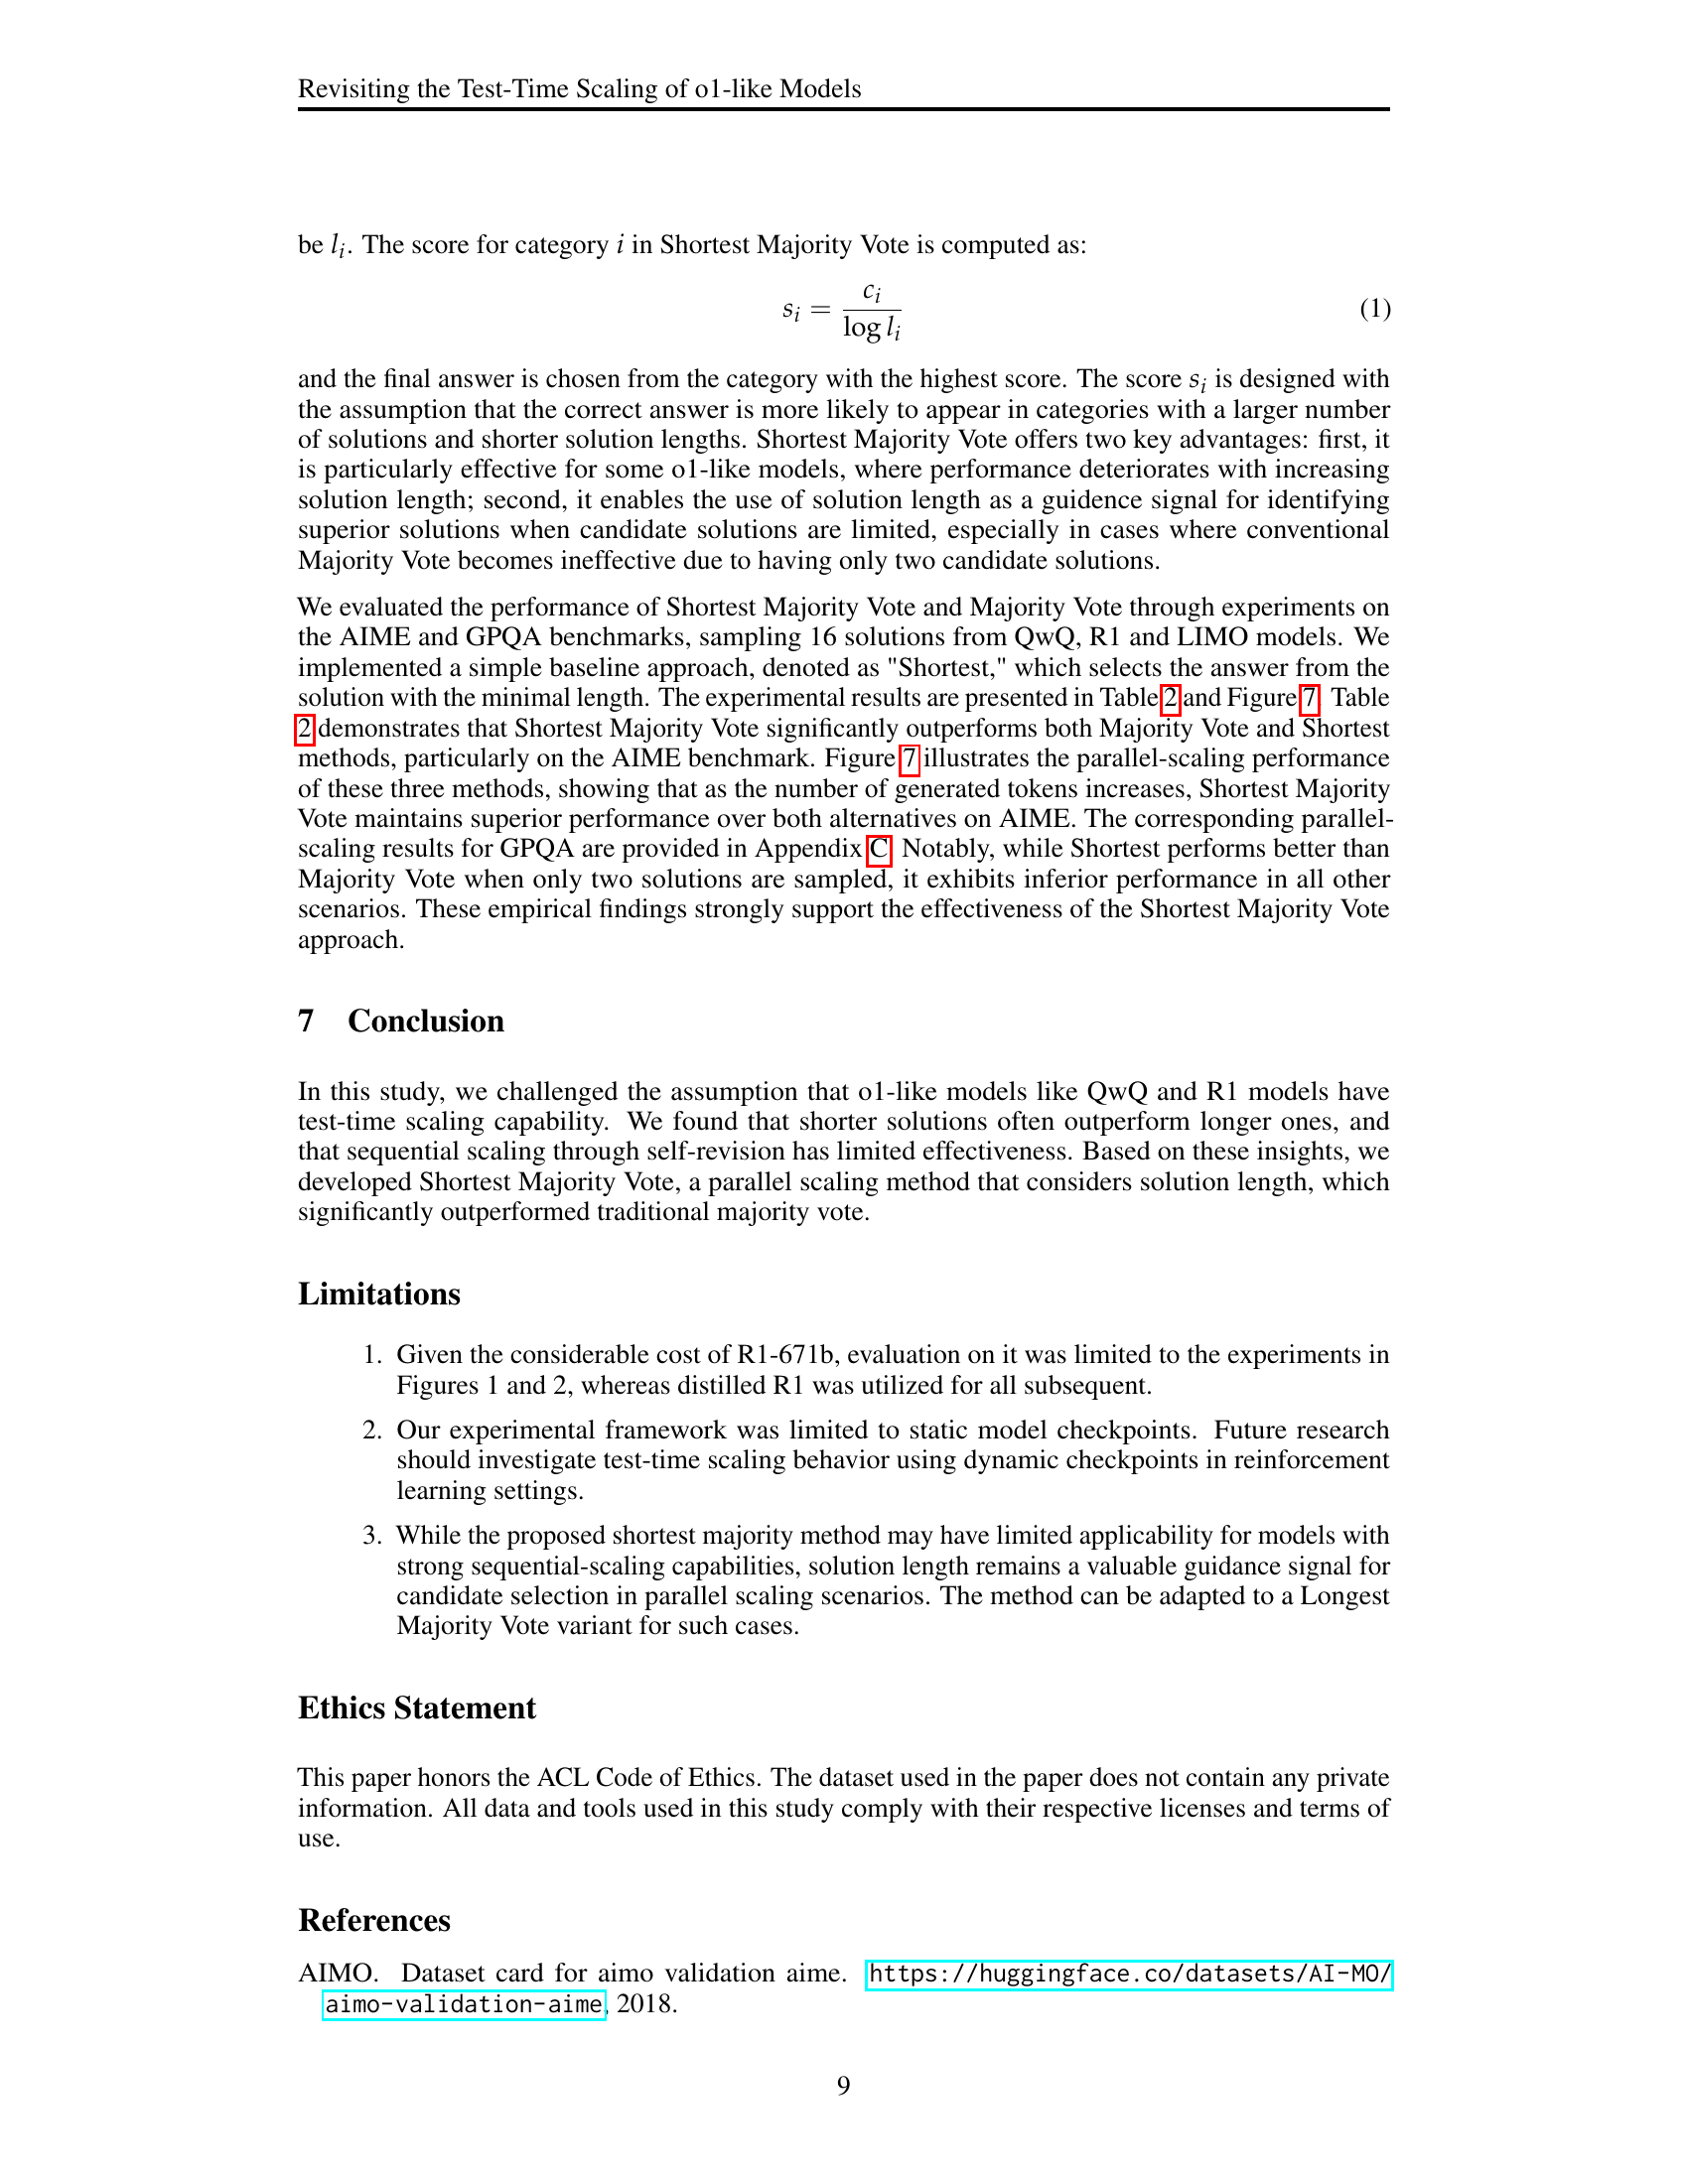 Revisiting the Test-Time Scaling of o1-like Models
be lᵢ. The score for category i in Shortest Majority Vote is computed as:
sᵢ = cᵢ / log lᵢ (1)
and the final answer is chosen from the category with the highest score. The score sᵢ is designed with
the assumption that the correct answer is more likely to appear in categories with a larger number
of solutions and shorter solution lengths. Shortest Majority Vote offers two key advantages: first, it
is particularly effective for some o1-like models, where performance deteriorates with increasing
solution length; second, it enables the use of solution length as a guidance signal for identifying
superior solutions when candidate solutions are limited, especially in cases where conventional
Majority Vote becomes ineffective due to having only two candidate solutions.
We evaluated the performance of Shortest Majority Vote and Majority Vote through experiments on
the AIME and GPQA benchmarks, sampling 16 solutions from QwQ, R1 and LIMO models. We
implemented a simple baseline approach, denoted as "Shortest," which selects the answer from the
solution with the minimal length. The experimental results are presented in Table 2 and Figure 7. Table
2 demonstrates that Shortest Majority Vote significantly outperforms both Majority Vote and Shortest
methods, particularly on the AIME benchmark. Figure 7 illustrates the parallel-scaling performance
of these three methods, showing that as the number of generated tokens increases, Shortest Majority
Vote maintains superior performance over both alternatives on AIME. The corresponding parallel-
scaling results for GPQA are provided in Appendix C. Notably, while Shortest performs better than
Majority Vote when only two solutions are sampled, it exhibits inferior performance in all other
scenarios. These empirical findings strongly support the effectiveness of the Shortest Majority Vote
approach.
7 Conclusion
In this study, we challenged the assumption that o1-like models like QwQ and R1 models have
test-time scaling capability. We found that shorter solutions often outperform longer ones, and
that sequential scaling through self-revision has limited effectiveness. Based on these insights, we
developed Shortest Majority Vote, a parallel scaling method that considers solution length, which
significantly outperformed traditional majority vote.
Limitations
1. Given the considerable cost of R1-671b, evaluation on it was limited to the experiments in
Figures 1 and 2, whereas distilled R1 was utilized for all subsequent.
2. Our experimental framework was limited to static model checkpoints. Future research
should investigate test-time scaling behavior using dynamic checkpoints in reinforcement
learning settings.
3. While the proposed shortest majority method may have limited applicability for models with
strong sequential-scaling capabilities, solution length remains a valuable guidance signal for
candidate selection in parallel scaling scenarios. The method can be adapted to a Longest
Majority Vote variant for such cases.
Ethics Statement
This paper honors the ACL Code of Ethics. The dataset used in the paper does not contain any private
information. All data and tools used in this study comply with their respective licenses and terms of
use.
References
AIMO. Dataset card for aimo validation aime. https://huggingface.co/datasets/AI-MO/
aimo-validation-aime, 2018.
9